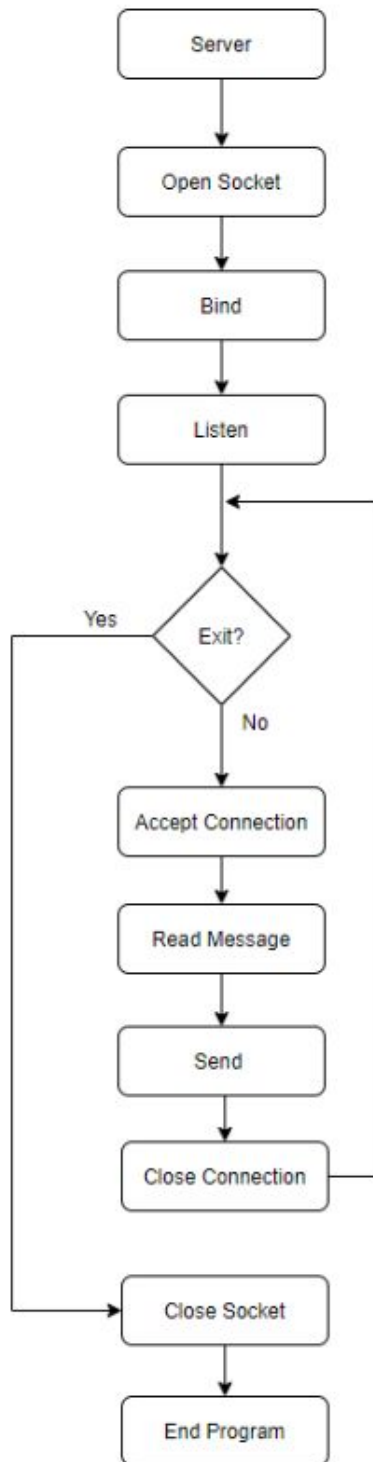 Server
Open Socket
Bind
Listen
Exit?
Yes
No
Accept Connection
Read Message
Send
Close Connection
Close Socket
End Program